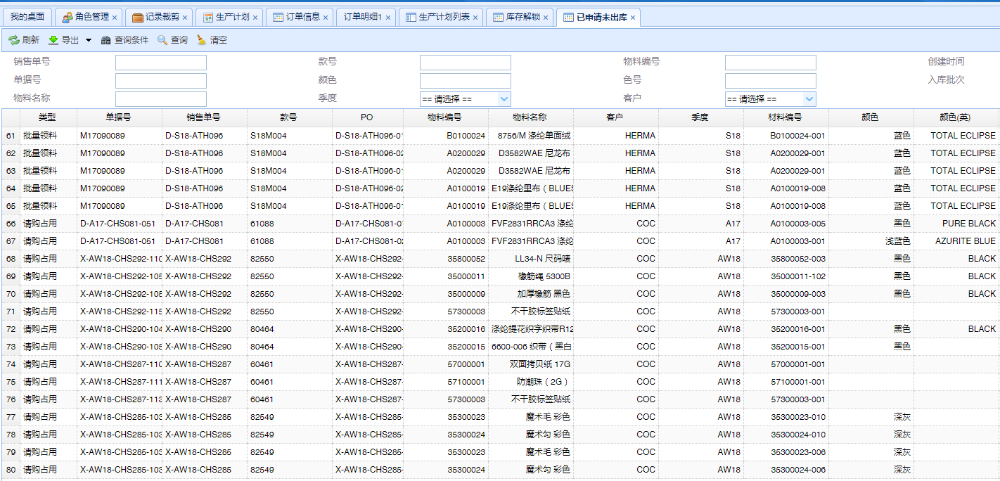 我的桌面 角色管理 × 记录裁剪 × 生产计划 × 订单信息 × 订单明细1 × 生产计划列表 × 库存解锁 × 已申请未出库 ×
刷新 导出 查询条件 查询 清空
销售单号 款号 物料编号 创建时间
单据号 颜色 色号 入库批次
物料名称 季度 == 请选择 == 客户 == 请选择 ==
类型 单据号 销售单号 款号 PO 物料编号 物料名称 客户 季度 材料编号 颜色 颜色(英)
61 批量领料 M17090089 D-S18-ATH096 S18M004 D-S18-ATH096-01 B0100024 8756/M 涤纶单面绒 HERMA S18 B0100024-001 蓝色 TOTAL ECLIPSE
62 批量领料 M17090089 D-S18-ATH096 S18M004 D-S18-ATH096-02 A0200029 D3582WAE 尼龙布 HERMA S18 A0200029-001 蓝色 TOTAL ECLIPSE
63 批量领料 M17090089 D-S18-ATH096 S18M004 D-S18-ATH096-01 A0200029 D3582WAE 尼龙布 HERMA S18 A0200029-001 蓝色 TOTAL ECLIPSE
64 批量领料 M17090089 D-S18-ATH096 S18M004 D-S18-ATH096-02 A0100019 E19涤纶里布（BLUES HERMA S18 A0100019-008 蓝色 TOTAL ECLIPSE
65 批量领料 M17090089 D-S18-ATH096 S18M004 D-S18-ATH096-01 A0100019 E19涤纶里布（BLUES HERMA S18 A0100019-008 蓝色 TOTAL ECLIPSE
66 请购占用 D-A17-CHS081-051 D-A17-CHS081 61088 D-A17-CHS081-0 A0100003 FVF2831RRCA3 涤纶 COC A17 A0100003-005 黑色 PURE BLACK
67 请购占用 D-A17-CHS081-051 D-A17-CHS081 61088 D-A17-CHS081-02 A0100003 FVF2831RRCA3 涤纶 COC A17 A0100003-001 浅蓝色 AZURITE BLUE
68 请购占用 X-AW18-CHS292-110 X-AW18-CHS292 82550 X-AW18-CHS292- 35800052 LL34-N 尺码唛 COC AW18 35800052-003 黑色 BLACK
69 请购占用 X-AW18-CHS292-105 X-AW18-CHS292 82550 X-AW18-CHS292- 35000011 橡筋绳 5300B COC AW18 35000011-102 黑色 BLACK
70 请购占用 X-AW18-CHS292-105 X-AW18-CHS292 82550 X-AW18-CHS292- 35000009 加厚橡筋 黑色 COC AW18 35000009-003 黑色 BLACK
71 请购占用 X-AW18-CHS292-115 X-AW18-CHS292 82550 X-AW18-CHS292- 57300003 不干胶标签贴纸 COC AW18 57300003-001
72 请购占用 X-AW18-CHS290-104 X-AW18-CHS290 80464 X-AW18-CHS290- 35200016 涤纶提花织字织带R12 COC AW18 35200016-001 黑色 BLACK
73 请购占用 X-AW18-CHS290-105 X-AW18-CHS290 80464 X-AW18-CHS290- 35200015 6600-006 织带（黑白 COC AW18 35200015-001 黑色
74 请购占用 X-AW18-CHS287-110 X-AW18-CHS287 60461 X-AW18-CHS287- 57000001 双面拷贝纸 17G COC AW18 57000001-001
75 请购占用 X-AW18-CHS287-111 X-AW18-CHS287 60461 X-AW18-CHS287- 57100001 防潮珠（2G） COC AW18 57100001-001
76 请购占用 X-AW18-CHS287-113 X-AW18-CHS287 60461 X-AW18-CHS287- 57300003 不干胶标签贴纸 COC AW18 57300003-001
77 请购占用 X-AW18-CHS285-103 X-AW18-CHS285 82549 X-AW18-CHS285- 35300023 魔术毛 彩色 COC AW18 35300023-010 深灰
78 请购占用 X-AW18-CHS285-103 X-AW18-CHS285 82549 X-AW18-CHS285- 35300024 魔术勾 彩色 COC AW18 35300024-010 深灰
79 请购占用 X-AW18-CHS285-103 X-AW18-CHS285 82549 X-AW18-CHS285- 35300023 魔术毛 彩色 COC AW18 35300023-006 深灰
80 请购占用 X-AW18-CHS285-103 X-AW18-CHS285 82549 X-AW18-CHS285- 35300024 魔术勾 彩色 COC AW18 35300024-006 深灰